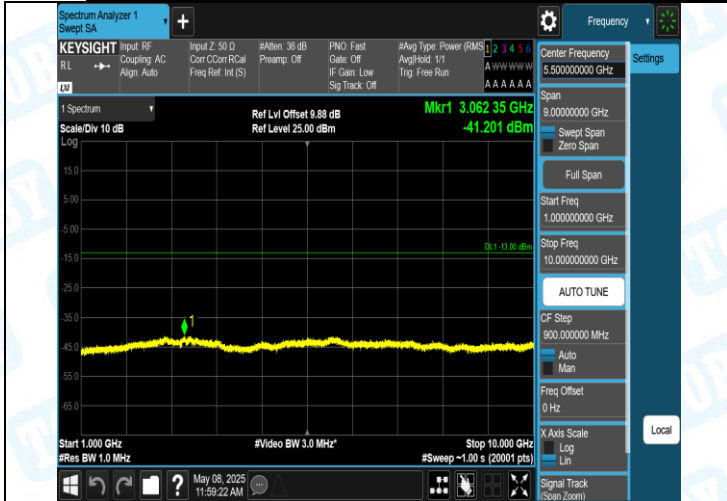 Spectrum Analyzer 1
Swept SA
+
Frequency
KEYSIGHT
RL
LXI
Input: RF
Coupling: AC
Align: Auto
Input Z: 50 Ω
Corr CCorr RCal
Freq Ref: Int (S)
#Atten: 36 dB
Preamp: Off
PNO: Fast
Gate: Off
IF Gain: Low
Sig Track: Off
#Avg Type: Power (RMS
Avg|Hold: 1/1
Trig: Free Run
1 2 3 4 5 6
A W W W W W
A A A A A A
Center Frequency
5.500000000 GHz
Settings
Span
9.00000000 GHz
Swept Span
Zero Span
Full Span
Start Freq
1.000000000 GHz
Stop Freq
10.000000000 GHz
AUTO TUNE
CF Step
900.000000 MHz
Auto
Man
Freq Offset
0 Hz
X Axis Scale
Log
Lin
Local
Signal Track
(Span Zoom)
1 Spectrum
Scale/Div 10 dB
Log
Ref Lvl Offset 9.88 dB
Ref Level 25.00 dBm
Mkr1 3.062 35 GHz
-41.201 dBm
15.0
5.00
-5.00
-15.0
-25.0
-35.0
-45.0
-55.0
-65.0
DL1 -13.00 dBm
1
Start 1.000 GHz
#Res BW 1.0 MHz
#Video BW 3.0 MHz*
Stop 10.000 GHz
#Sweep ~1.00 s (20001 pts)
?
May 08, 2025
11:59:22 AM